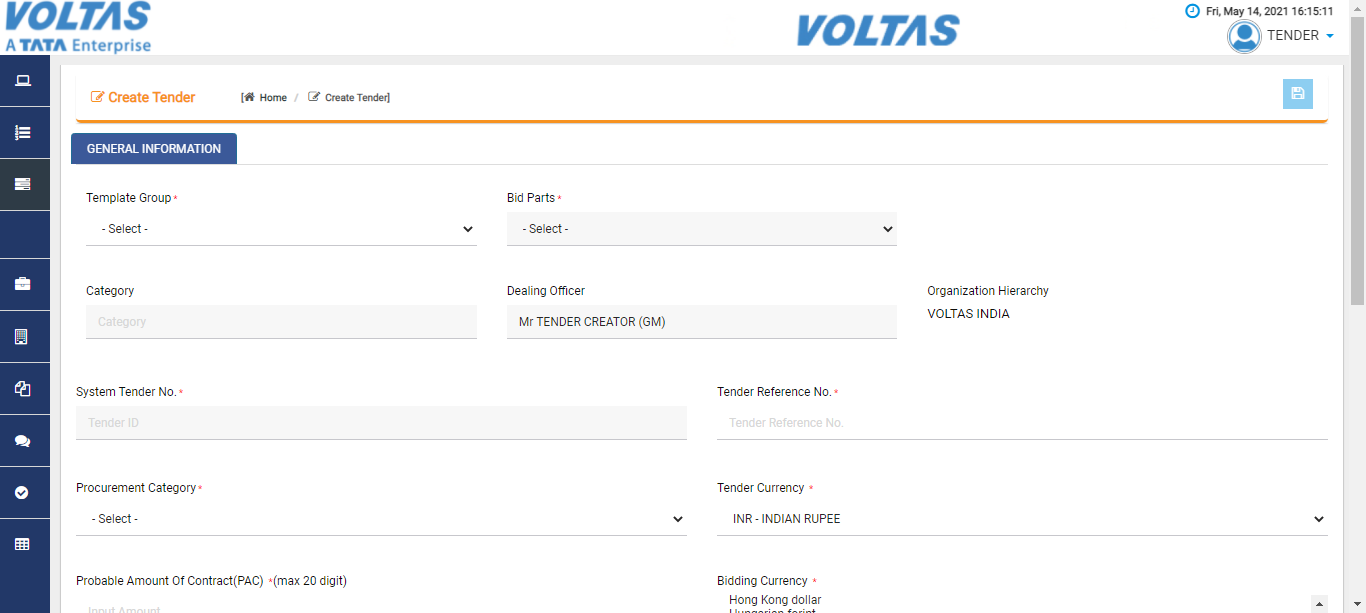 VOLTAS
A TATA Enterprise
VOLTAS
Fri, May 14, 2021 16:15:11
TENDER
Create Tender
[ Home / Create Tender]
GENERAL INFORMATION
Template Group *
Bid Parts *
- Select -
- Select -
Category
Dealing Officer
Organization Hierarchy
Category
Mr TENDER CREATOR (GM)
VOLTAS INDIA
System Tender No. *
Tender Reference No. *
Tender ID
Tender Reference No.
Procurement Category *
Tender Currency *
- Select -
INR - INDIAN RUPEE
Probable Amount Of Contract(PAC) *(max 20 digit)
Bidding Currency *
Hong Kong dollar
Input Amount
Hungarian forint